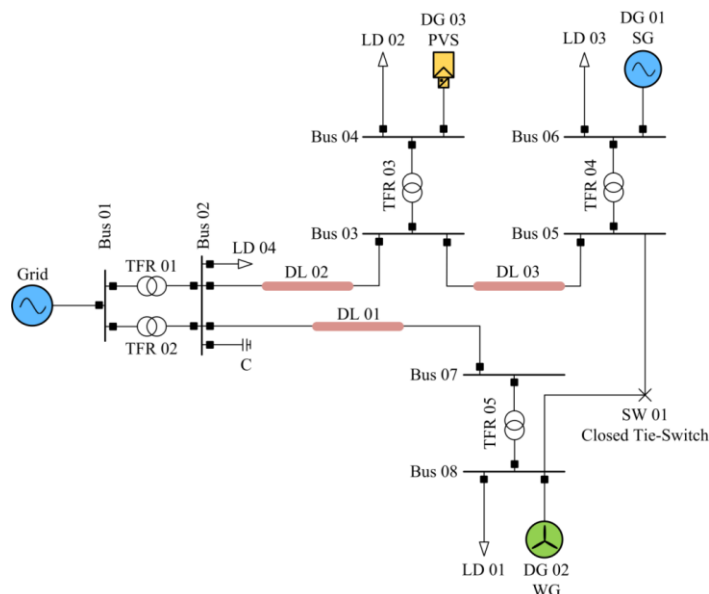 DG 03
PVS
DG 01
SG
LD 02
LD 03
Bus 04
Bus 06
TFR 03
TFR 04
Bus 03
Bus 05
Bus 01
Bus 02
LD 04
TFR 01
Grid
DL 02
DL 03
DL 01
TFR 02
C
Bus 07
SW 01
Closed Tie-Switch
TFR 05
Bus 08
LD 01
DG 02
WG